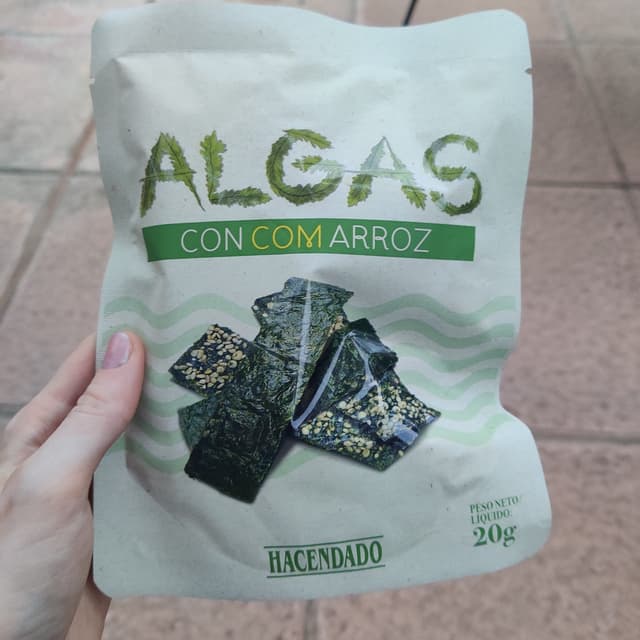 ALGAS
CON COM ARROZ
PESO NETO/
LÍQUIDO:
20g
HACENDADO